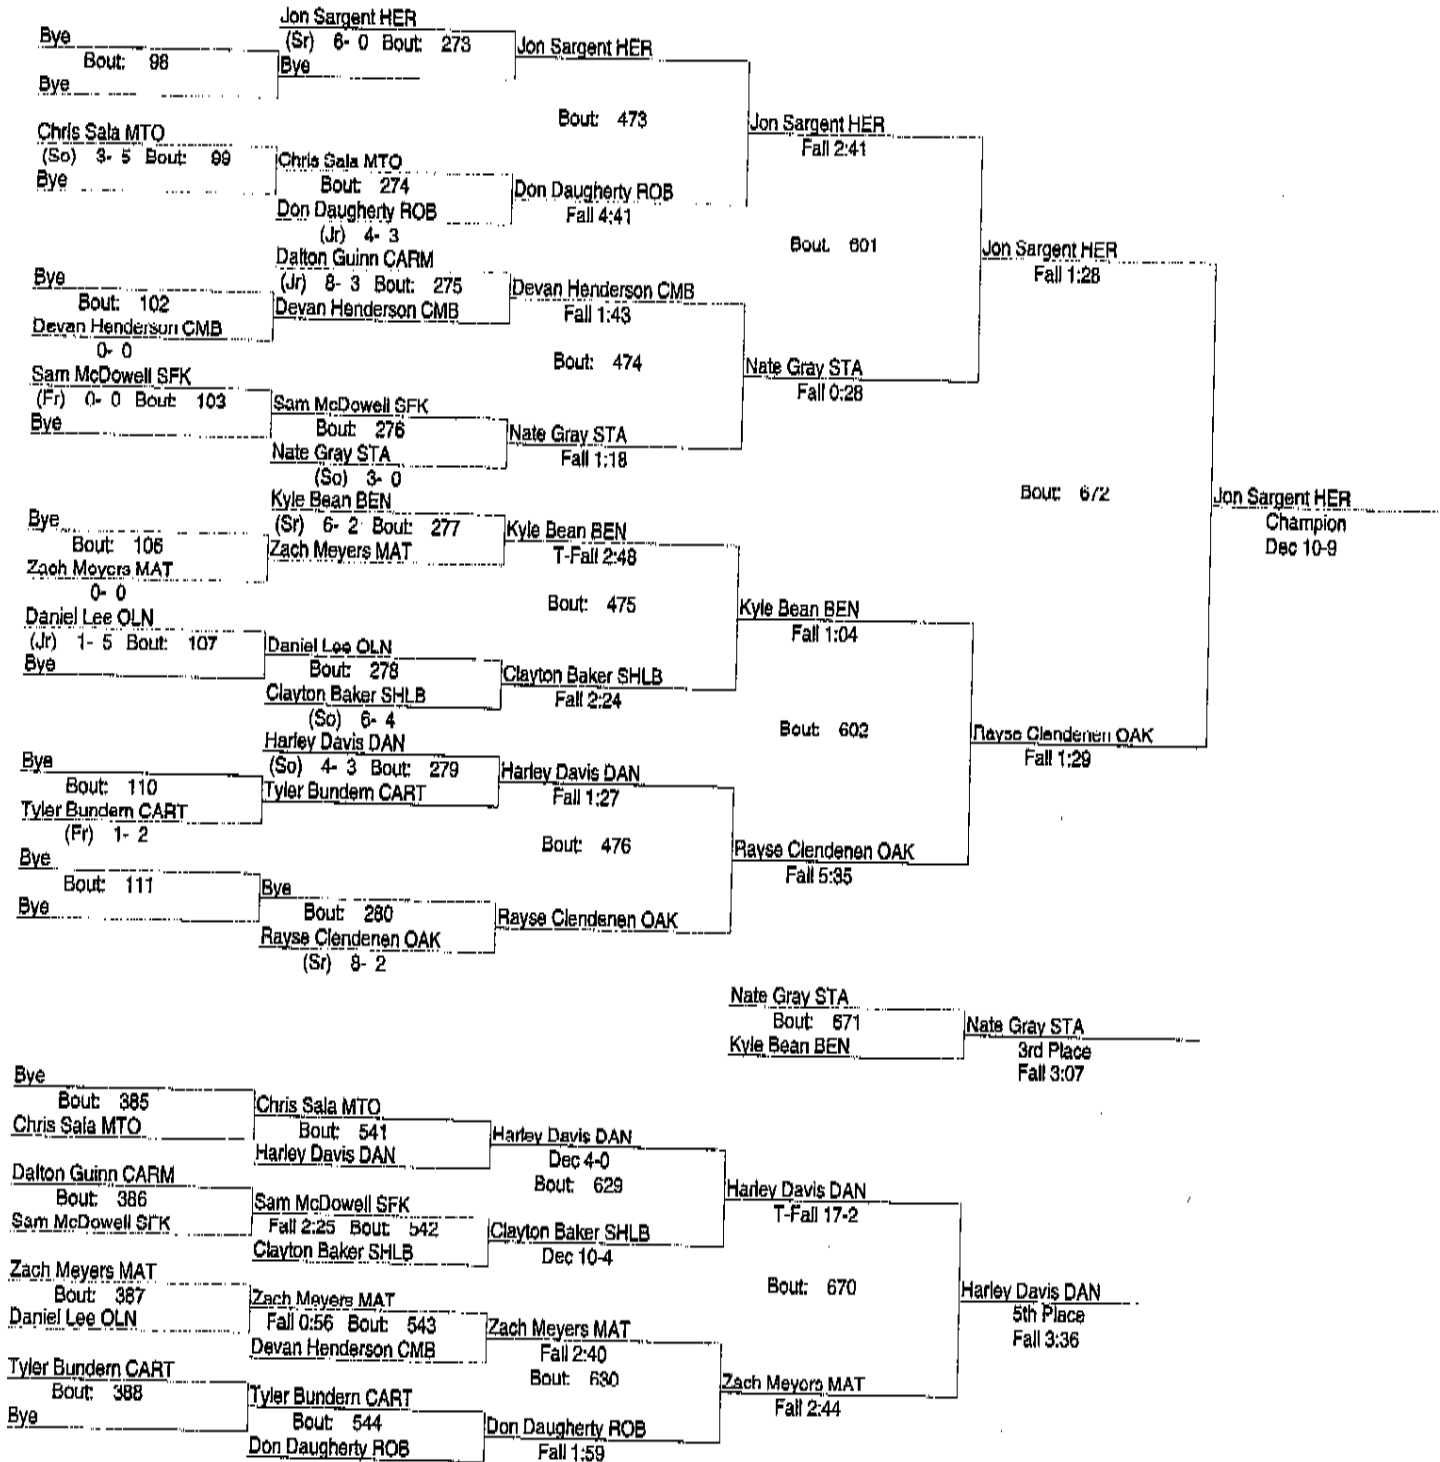 Jon Sargent HER
Bye
(Sr) 6- 0 Bout: 273
Jon Sargent HER
Bout: 98
Bye
Bye
Bout: 473
Jon Sargent HER
Fall 2:41
Chris Sala MTO
(So) 3- 5 Bout: 99
Bye
Chris Sala MTO
Bout: 274
Don Daugherty ROB
(Jr) 4- 3
Don Daugherty ROB
Fall 4:41
Bout: 601
Jon Sargent HER
Fall 1:28
Dalton Guinn CARM
(Jr) 8- 3 Bout: 275
Devan Henderson CMB
Bye
Bout: 102
Devan Henderson CMB
0- 0
Devan Henderson CMB
Fall 1:43
Bout: 474
Nate Gray STA
Fall 0:28
Sam McDowell SFK
(Fr) 0- 0 Bout: 103
Bye
Sam McDowell SFK
Bout: 276
Nate Gray STA
(So) 3- 0
Nate Gray STA
Fall 1:18
Bout: 672
Jon Sargent HER
Champion
Dec 10-9
Kyle Bean BEN
(Sr) 6- 2 Bout: 277
Zach Meyers MAT
Bye
Bout: 106
Zach Meyers MAT
0- 0
Kyle Bean BEN
T-Fall 2:48
Bout: 475
Kyle Bean BEN
Fall 1:04
Daniel Lee OLN
(Jr) 1- 5 Bout: 107
Bye
Daniel Lee OLN
Bout: 278
Clayton Baker SHLB
(So) 6- 4
Clayton Baker SHLB
Fall 2:24
Bout: 602
Rayse Clendenen OAK
Fall 1:29
Harley Davis DAN
(So) 4- 3 Bout: 279
Tyler Bundern CART
Bye
Bout: 110
Tyler Bundern CART
(Fr) 1- 2
Harley Davis DAN
Fall 1:27
Bout: 476
Rayse Clendenen OAK
Fall 5:35
Bye
Bout: 111
Bye
Bye
Bout: 280
Rayse Clendenen OAK
(Sr) 8- 2
Rayse Clendenen OAK
Nate Gray STA
Bout: 671
Kyle Bean BEN
Nate Gray STA
3rd Place
Fall 3:07
Bye
Bout: 385
Chris Sala MTO
Chris Sala MTO
Bout: 541
Harley Davis DAN
Harley Davis DAN
Dec 4-0
Bout: 629
Harley Davis DAN
T-Fall 17-2
Dalton Guinn CARM
Bout: 386
Sam McDowell SFK
Sam McDowell SFK
Fall 2:25 Bout: 542
Clayton Baker SHLB
Clayton Baker SHLB
Dec 10-4
Bout: 670
Harley Davis DAN
5th Place
Fall 3:36
Zach Meyers MAT
Bout: 387
Daniel Lee OLN
Zach Meyers MAT
Fall 0:56 Bout: 543
Devan Henderson CMB
Zach Meyers MAT
Fall 2:40
Bout: 630
Zach Meyers MAT
Fall 2:44
Tyler Bundern CART
Bout: 388
Bye
Tyler Bundern CART
Bout: 544
Don Daugherty ROB
Don Daugherty ROB
Fall 1:59